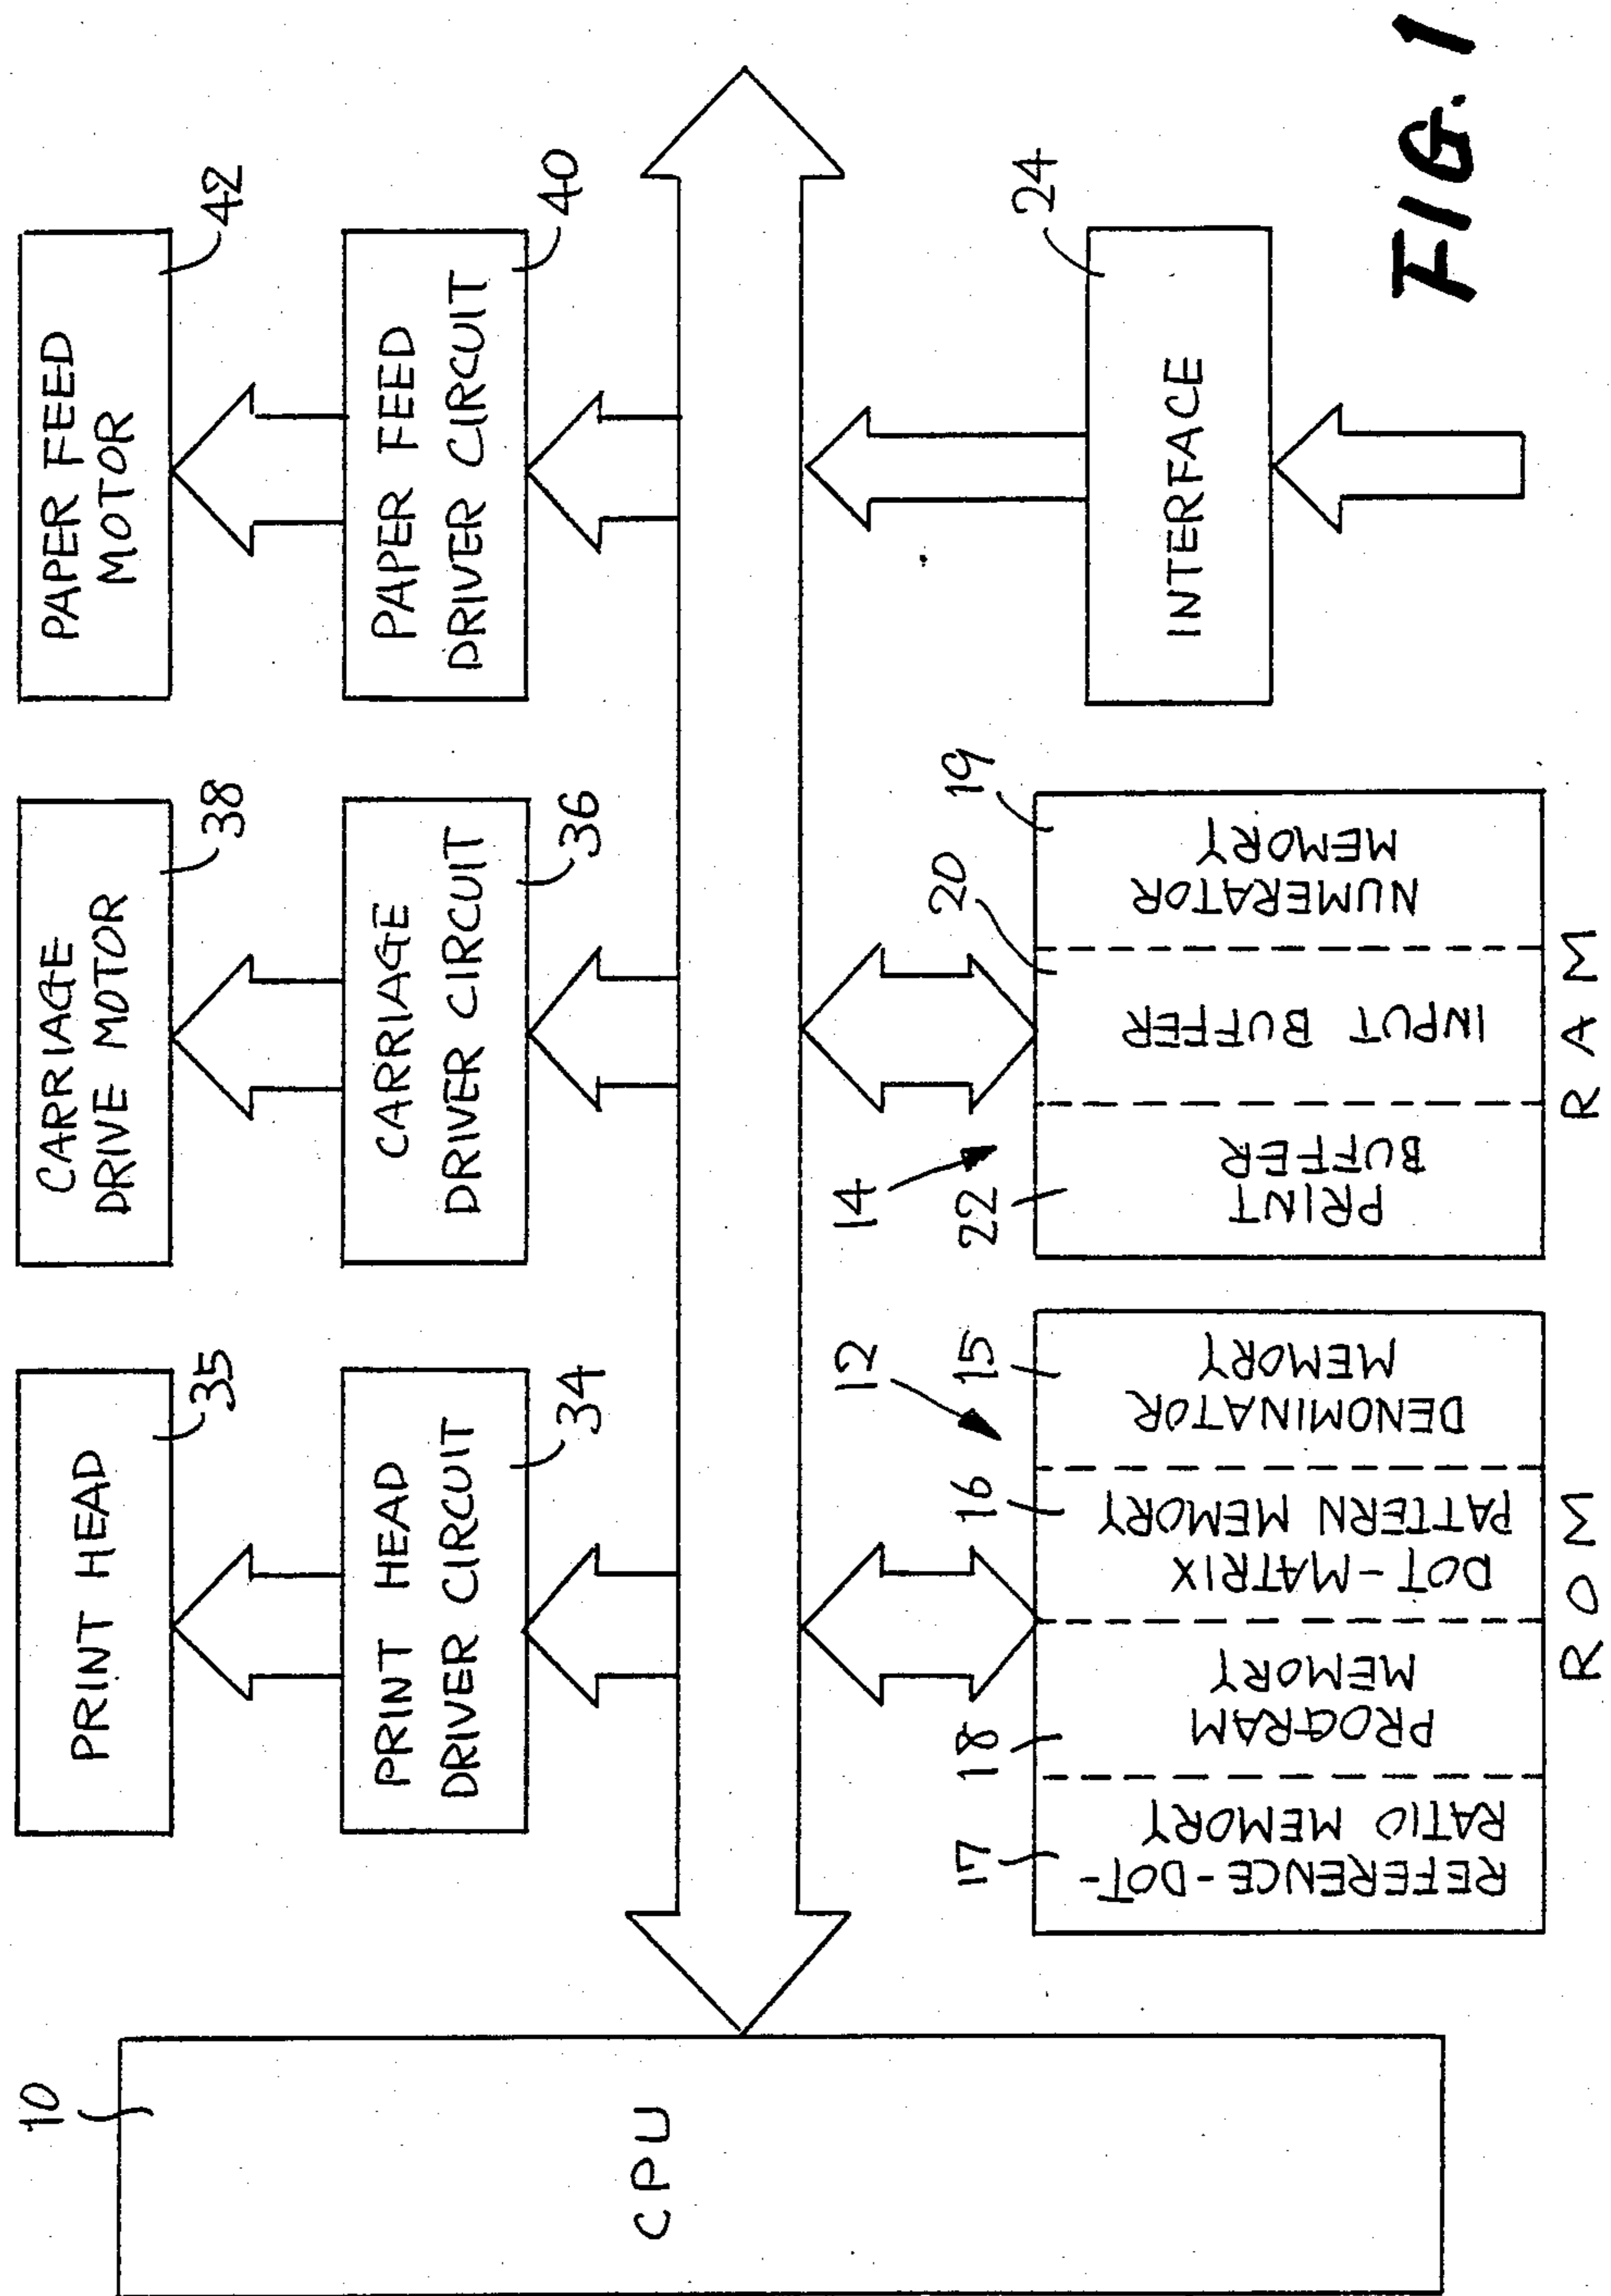 10
CPU
PRINT HEAD
35
PRINT HEAD
DRIVER CIRCUIT
34
CARRIAGE
DRIVE MOTOR
38
CARRIAGE
DRIVER CIRCUIT
36
PAPER FEED
MOTOR
42
PAPER FEED
DRIVER CIRCUIT
40
12
17
REFERENCE-DOT-
RATIO MEMORY
18
PROGRAM
MEMORY
16
DOT-MATRIX
PATTERN MEMORY
15
DENOMINATOR
MEMORY
ROM
14
22
PRINT
BUFFER
20
INPUT BUFFER
19
NUMERATOR
MEMORY
RAM
24
INTERFACE
FIG. 1